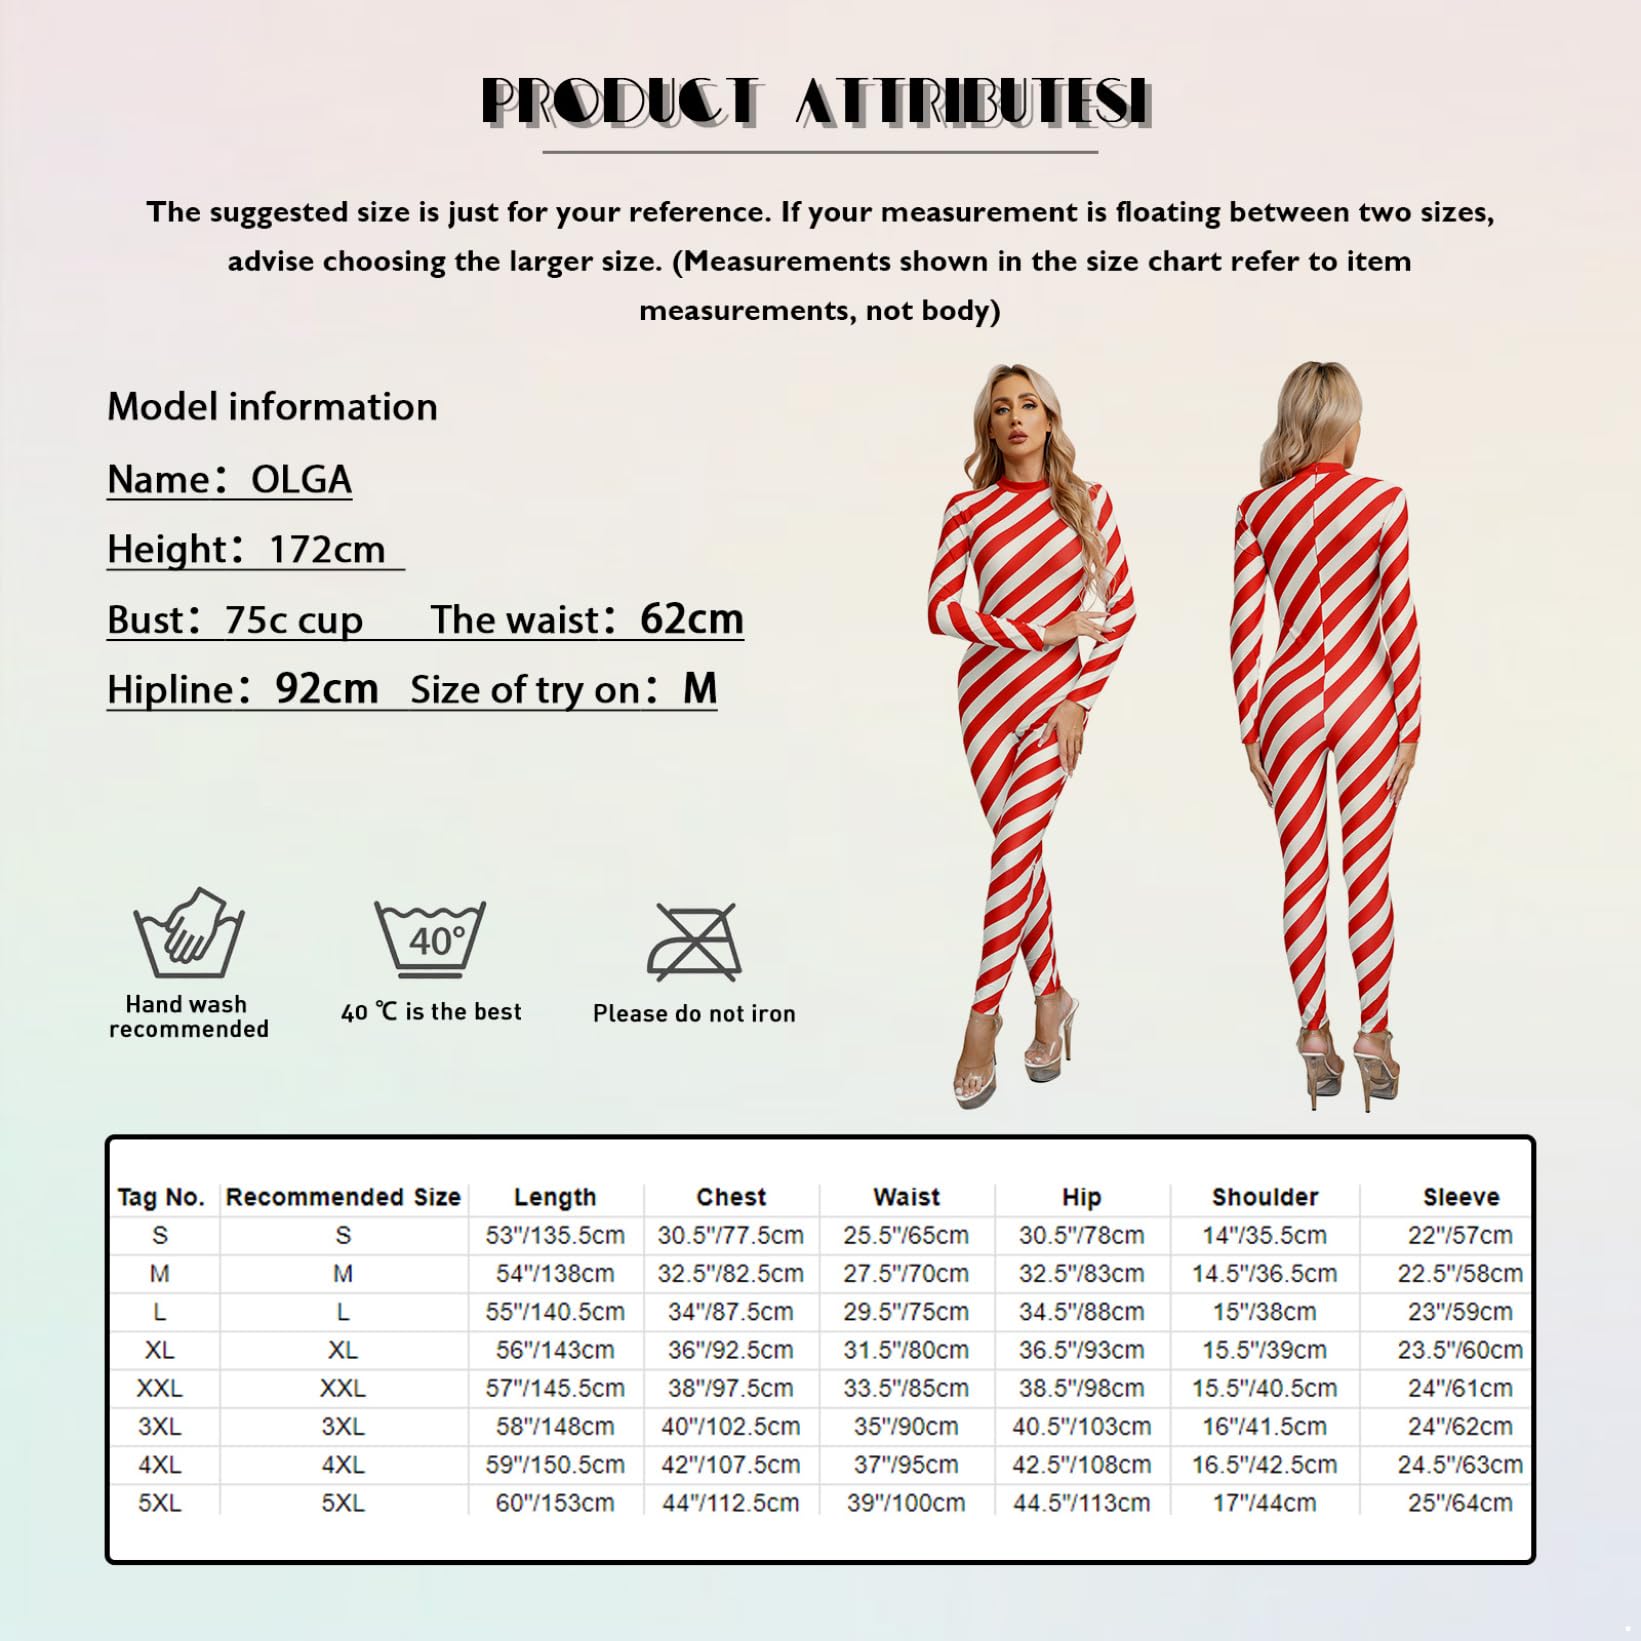 PRODUCT ATTRIBUTESI
The suggested size is just for your reference. If your measurement is floating between two sizes,
advise choosing the larger size. (Measurements shown in the size chart refer to item
measurements, not body)
Model information
Name：OLGA
Height：172cm
Bust：75c cup The waist：62cm
Hipline：92cm Size of try on：M
40°
Hand wash
recommended
40 ℃ is the best
Please do not iron
Tag No. Recommended Size Length Chest Waist Hip Shoulder Sleeve
S S 53"/135.5cm 30.5"/77.5cm 25.5"/65cm 30.5"/78cm 14"/35.5cm 22"/57cm
M M 54"/138cm 32.5"/82.5cm 27.5"/70cm 32.5"/83cm 14.5"/36.5cm 22.5"/58cm
L L 55"/140.5cm 34"/87.5cm 29.5"/75cm 34.5"/88cm 15"/38cm 23"/59cm
XL XL 56"/143cm 36"/92.5cm 31.5"/80cm 36.5"/93cm 15.5"/39cm 23.5"/60cm
XXL XXL 57"/145.5cm 38"/97.5cm 33.5"/85cm 38.5"/98cm 15.5"/40.5cm 24"/61cm
3XL 3XL 58"/148cm 40"/102.5cm 35"/90cm 40.5"/103cm 16"/41.5cm 24"/62cm
4XL 4XL 59"/150.5cm 42"/107.5cm 37"/95cm 42.5"/108cm 16.5"/42.5cm 24.5"/63cm
5XL 5XL 60"/153cm 44"/112.5cm 39"/100cm 44.5"/113cm 17"/44cm 25"/64cm